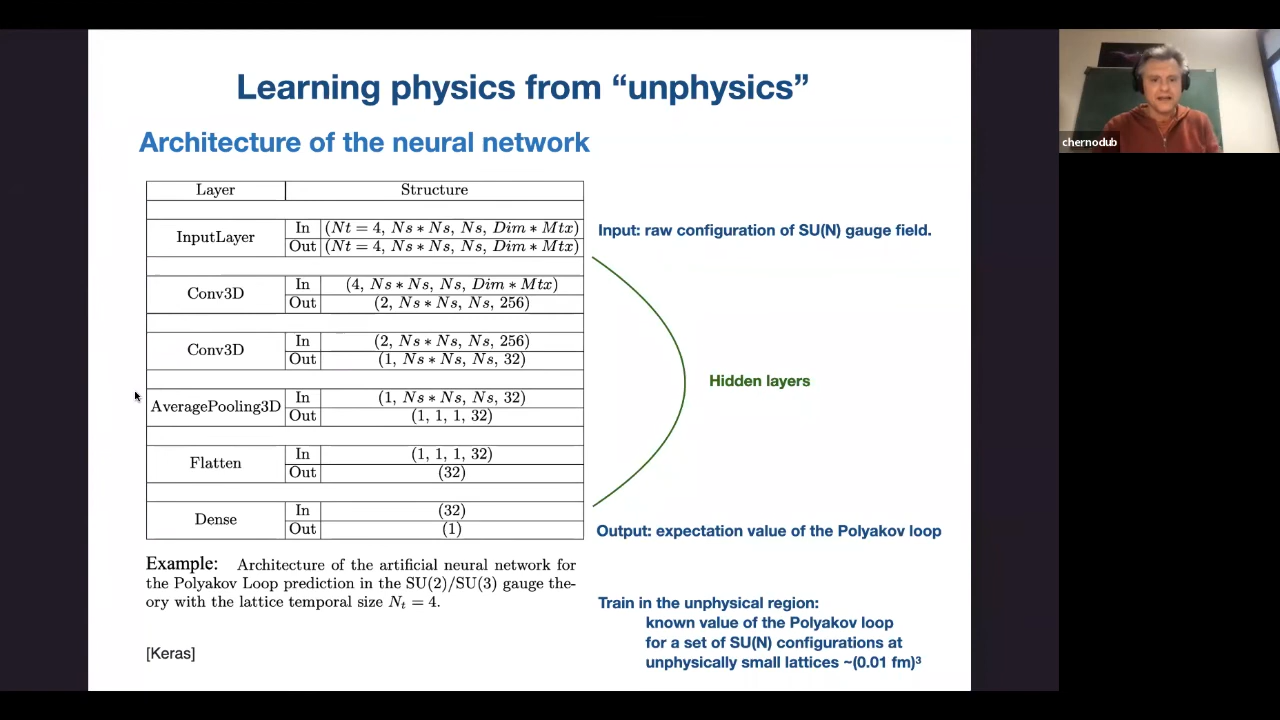 Learning physics from “unphysics”
Architecture of the neural network
Layer Structure
InputLayer In (Nt = 4, Ns ∗ Ns, Ns, Dim ∗ Mtx)
Out (Nt = 4, Ns ∗ Ns, Ns, Dim ∗ Mtx)
Conv3D In (4, Ns ∗ Ns, Ns, Dim ∗ Mtx)
Out (2, Ns ∗ Ns, Ns, 256)
Conv3D In (2, Ns ∗ Ns, Ns, 256)
Out (1, Ns ∗ Ns, Ns, 32)
AveragePooling3D In (1, Ns ∗ Ns, Ns, 32)
Out (1, 1, 1, 32)
Flatten In (1, 1, 1, 32)
Out (32)
Dense In (32)
Out (1)
Example: Architecture of the artificial neural network for
the Polyakov Loop prediction in the SU(2)/SU(3) gauge the-
ory with the lattice temporal size Nₜ = 4.
[Keras]
Input: raw configuration of SU(N) gauge field.
Hidden layers
Output: expectation value of the Polyakov loop
Train in the unphysical region:
known value of the Polyakov loop
for a set of SU(N) configurations at
unphysically small lattices ~(0.01 fm)³
chernodub